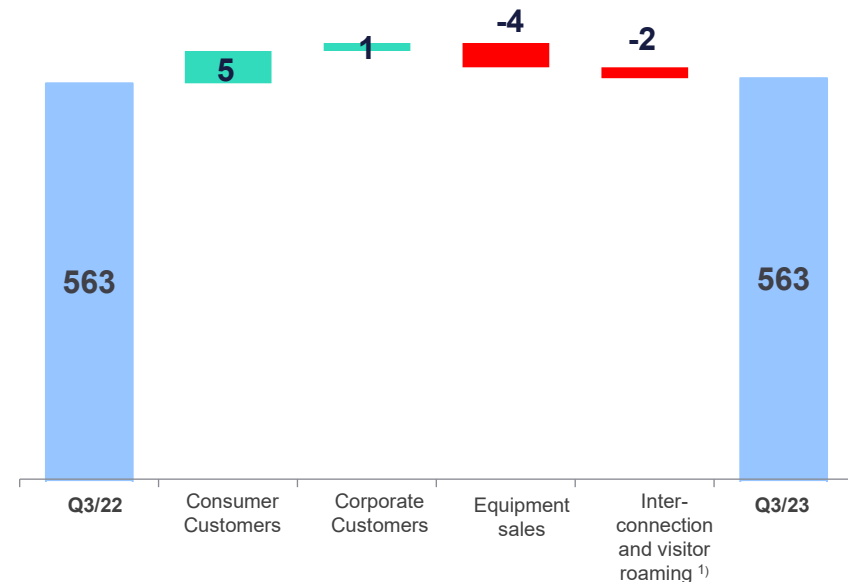 5
1
-4
-2
563
563
Q3/22
Consumer
Customers
Corporate
Customers
Equipment
sales
Inter-
connection
and visitor
roaming 1)
Q3/23